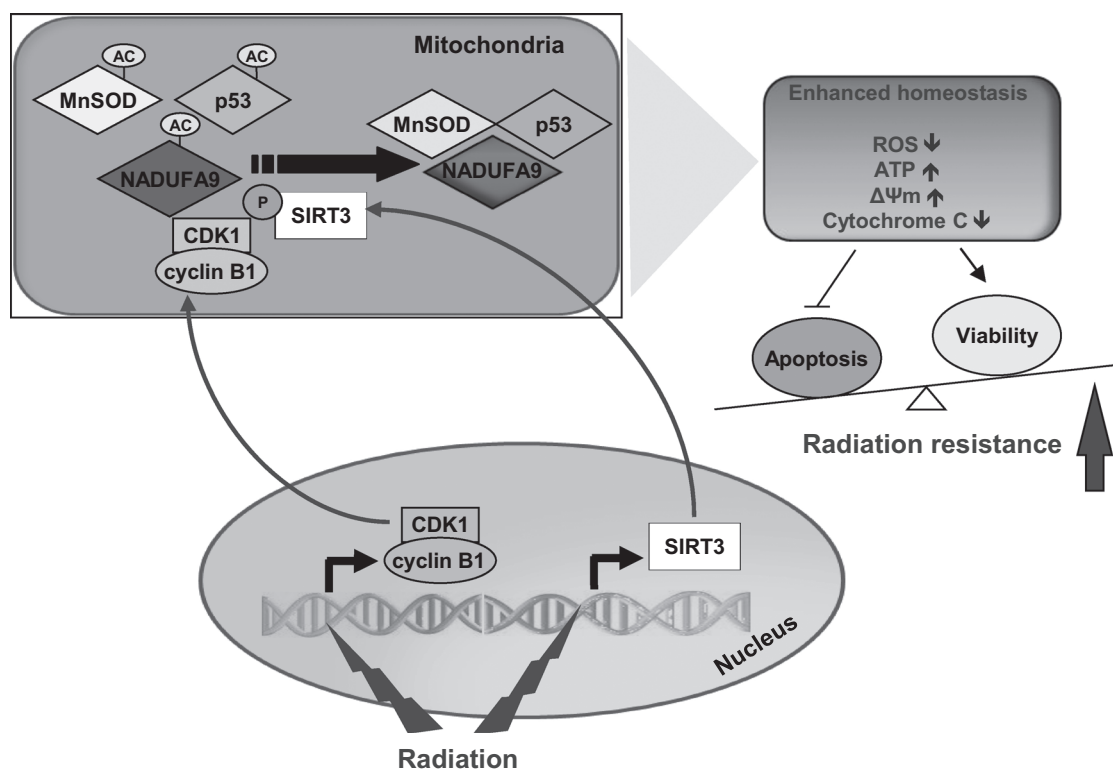 Mitochondria
AC
AC
MnSOD
p53
AC
NADUFA9
MnSOD
p53
NADUFA9
P
SIRT3
CDK1
cyclin B1
Enhanced homeostasis
ROS ↓
ATP ↑
ΔΨm ↑
Cytochrome C ↓
Apoptosis
Viability
Radiation resistance
CDK1
cyclin B1
SIRT3
Nucleus
Radiation